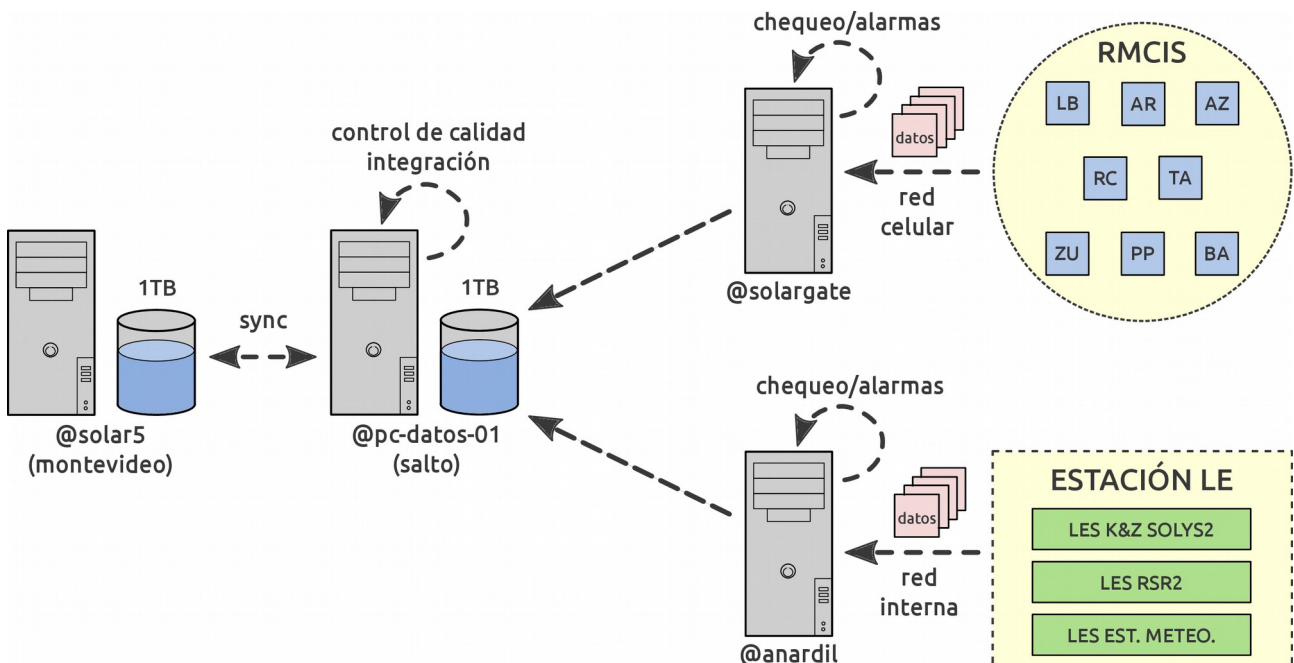 chequeo/alarmas
RMCIS
LB
AR
AZ
datos
control de calidad
integración
RC
TA
red
celular
ZU
PP
BA
1TB
1TB
@solargate
sync
chequeo/alarmas
@solar5
(montevideo)
@pc-datos-01
(salto)
ESTACIÓN LE
datos
LES K&Z SOLYS2
LES RSR2
red
interna
LES EST. METEO.
@anardil